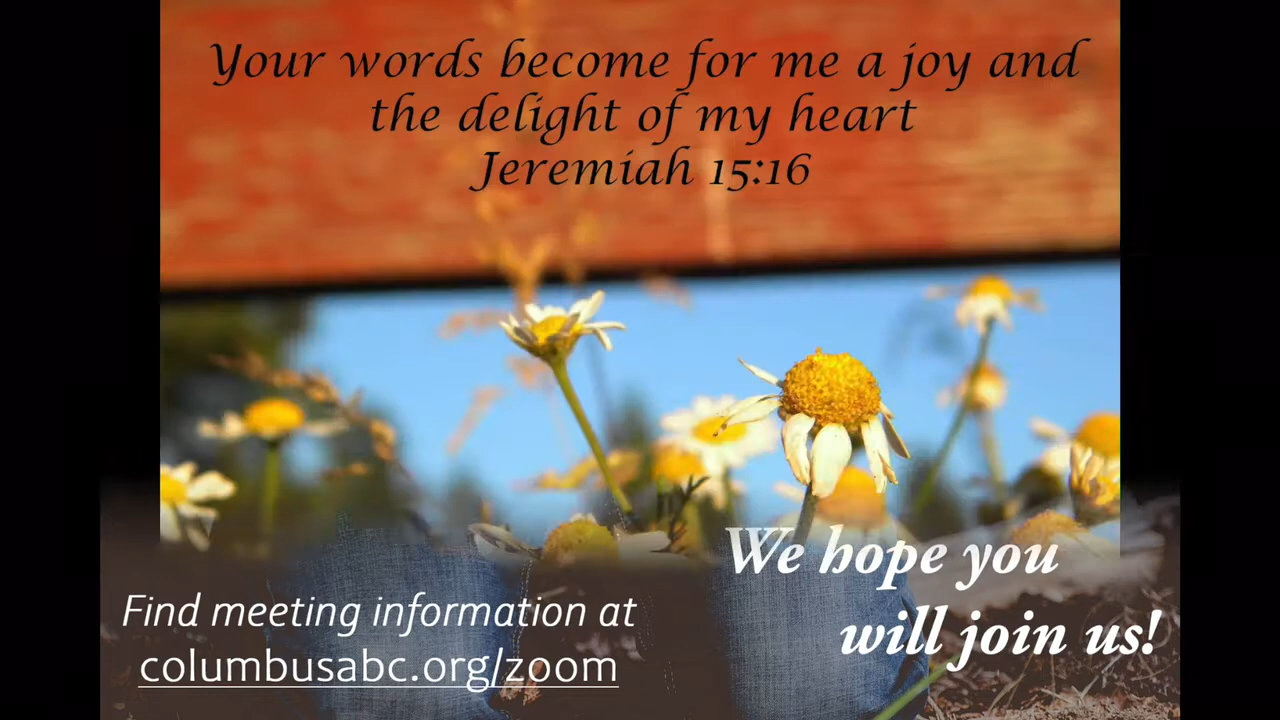 Your words become for me a joy and
the delight of my heart
Jeremiah 15:16
We hope you
will join us!
Find meeting information at
columbusabc.org/zoom